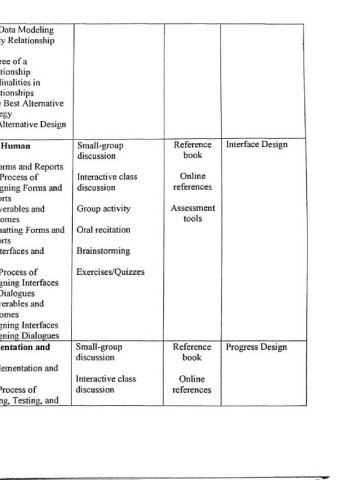 Data Modeling
y Relationship
ree of a
tionship
linalities in
tionships
Best Alternative
egy
Alternative Design
Human
orms and Reports
Process of
gning Forms and
orts
verables and
omes
natting Forms and
orts
terfaces and
Process of
gning Interfaces
Dialogues
verables and
omes
gning Interfaces
gning Dialogues
Small-group
discussion
Interactive class
discussion
Group activity
Oral recitation
Brainstorming
Exercises/Quizzes
Reference
book
Online
references
Assessment
tools
Interface Design
entation and
lementation and
Process of
ng, Testing, and
Small-group
discussion
Interactive class
discussion
Reference
book
Online
references
Progress Design